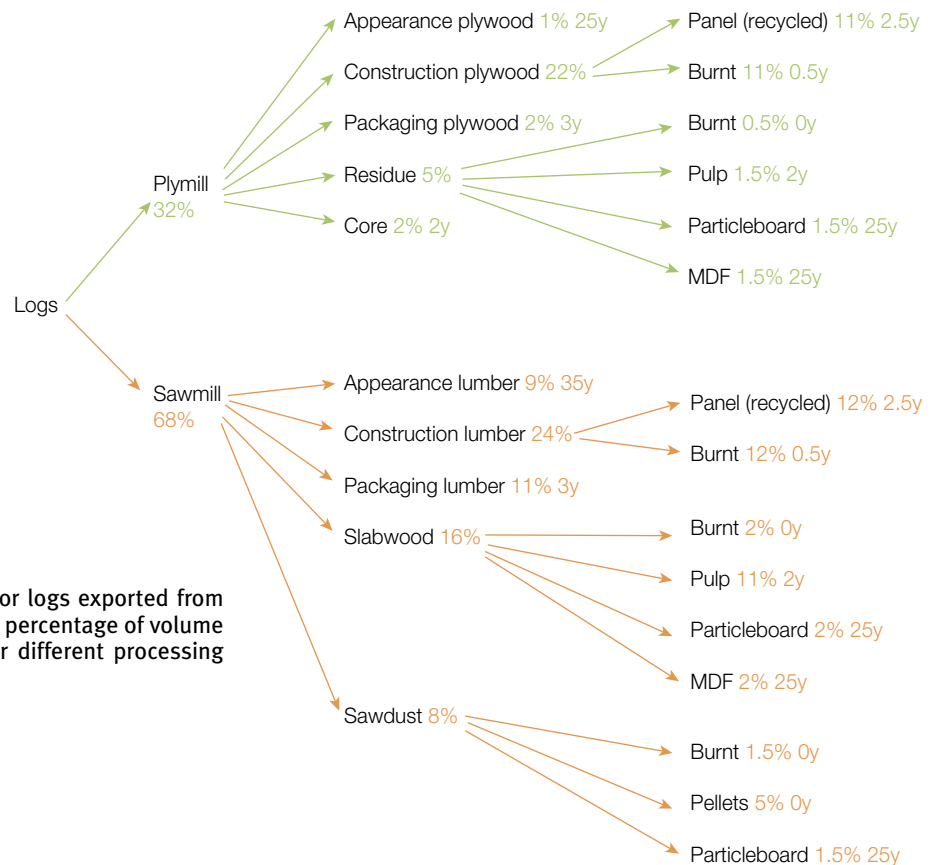 Appearance plywood 1% 25y
Construction plywood 22%
Packaging plywood 2% 3y
Residue 5%
Core 2% 2y
Panel (recycled) 11% 2.5y
Burnt 11% 0.5y
Burnt 0.5% 0y
Pulp 1.5% 2y
Particleboard 1.5% 25y
MDF 1.5% 25y
Plymill
32%
Logs
Sawmill
68%
Appearance lumber 9% 35y
Construction lumber 24%
Packaging lumber 11% 3y
Slabwood 16%
Sawdust 8%
Panel (recycled) 12% 2.5y
Burnt 12% 0.5y
Burnt 2% 0y
Pulp 11% 2y
Particleboard 2% 25y
MDF 2% 25y
Burnt 1.5% 0y
Pellets 5% 0y
Particleboard 1.5% 25y
or logs exported from
percentage of volume
r different processing